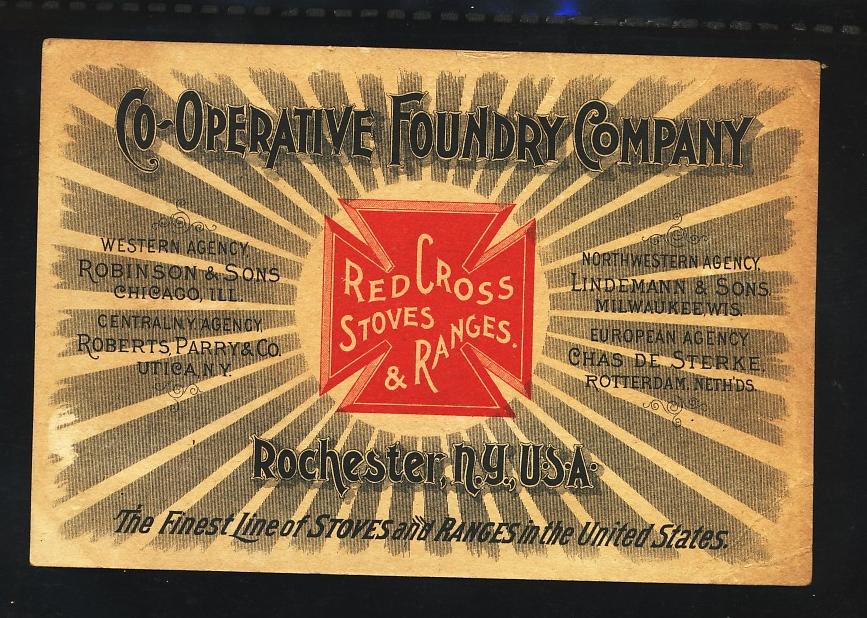 CO-OPERATIVE FOUNDRY COMPANY
WESTERN AGENCY,
ROBINSON & SONS
CHICAGO, ILL.
CENTRAL N.Y. AGENCY,
ROBERTS, PARRY & CO.
UTICA N.Y.
RED CROSS
STOVES
& RANGES.
NORTHWESTERN AGENCY,
LINDEMANN & SONS,
MILWAUKEE, WIS.
EUROPEAN AGENCY
CHAS DE STERKE,
ROTTERDAM, NETH'DS.
Rochester, N.Y., U.S.A.
The Finest Line of STOVES and RANGES in the United States.